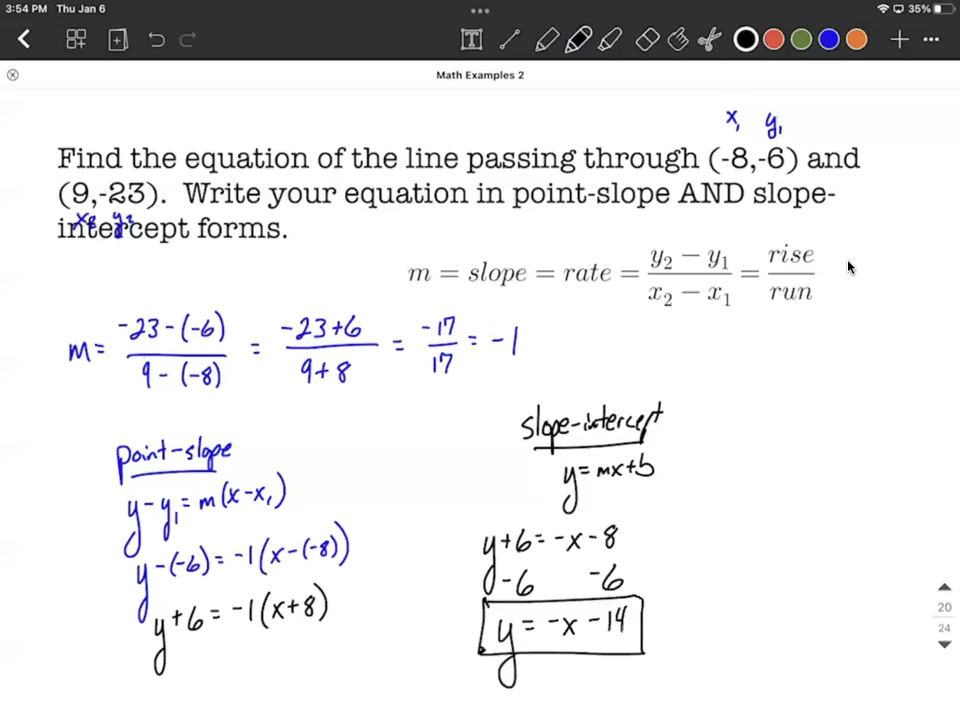 3:54 PM Thu Jan 6
35%
Math Examples 2
x₁ y₁
Find the equation of the line passing through (-8,-6) and
(9,-23). Write your equation in point-slope AND slope-
x₂ y₂
intercept forms.
m = slope = rate = (y₂ − y₁)/(x₂ − x₁) = rise/run
m = (-23-(-6))/(9-(-8)) = (-23+6)/(9+8) = -17/17 = -1
point-slope
y-y₁=m(x-x₁)
y-(-6)=-1(x-(-8))
y+6=-1(x+8)
slope-intercept
y=mx+b
y+6=-x-8
-6 -6
y=-x-14
20
24